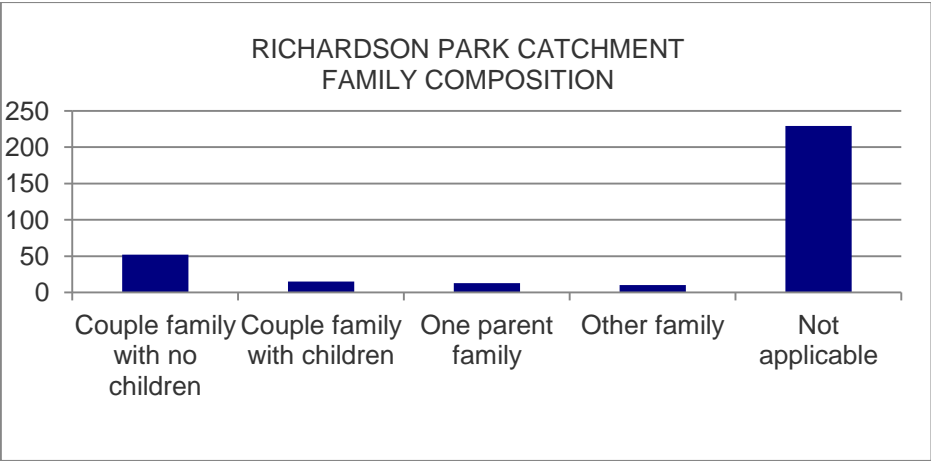 RICHARDSON PARK CATCHMENT
FAMILY COMPOSITION
250
200
150
100
50
0
Couple family with no children
Couple family with children
One parent family
Other family
Not applicable